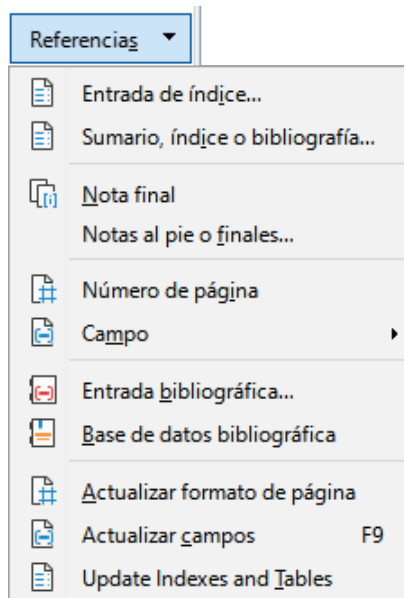 Referencias
Entrada de índice...
Sumario, índice o bibliografía...
Nota final
Notas al pie o finales...
Número de página
Campo
Entrada bibliográfica...
Base de datos bibliográfica
Actualizar formato de página
Actualizar campos F9
Update Indexes and Tables